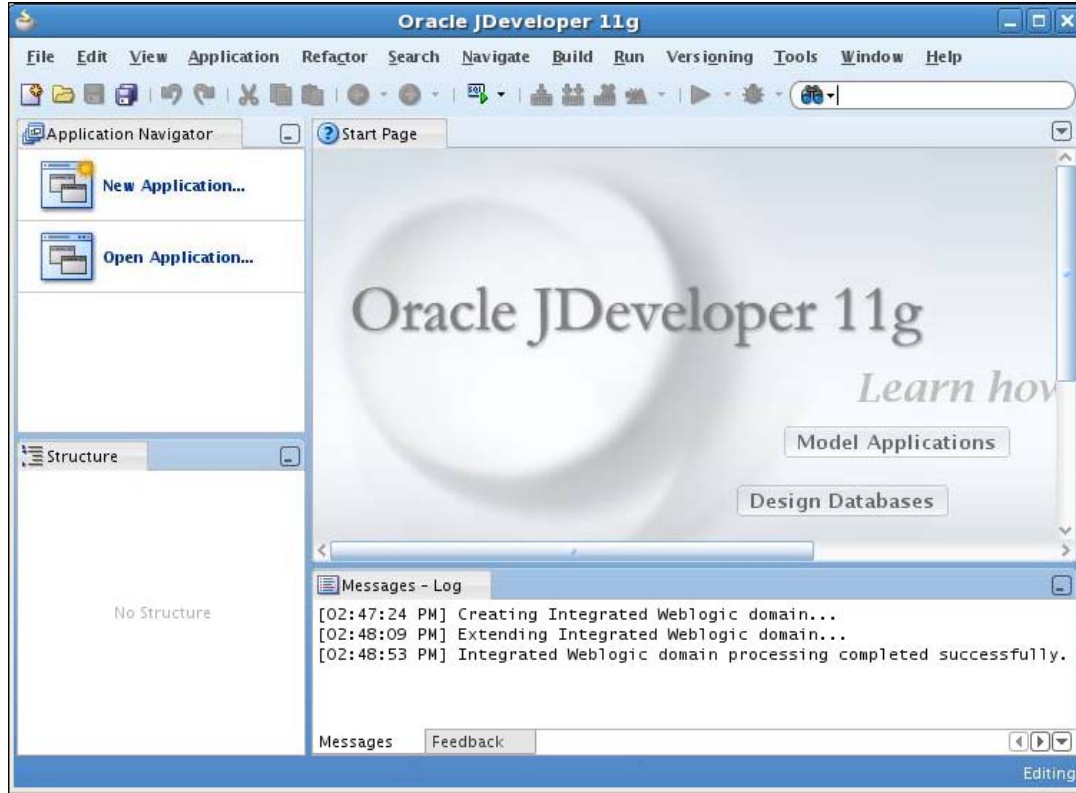 Oracle JDeveloper 11g
File Edit View Application Refactor Search Navigate Build Run Versioning Tools Window Help
Application Navigator
New Application...
Open Application...
Structure
No Structure
Start Page
Oracle JDeveloper 11g
Learn how
Model Applications
Design Databases
Messages - Log
[02:47:24 PM] Creating Integrated Weblogic domain...
[02:48:09 PM] Extending Integrated Weblogic domain...
[02:48:53 PM] Integrated Weblogic domain processing completed successfully.
Messages Feedback
Editing